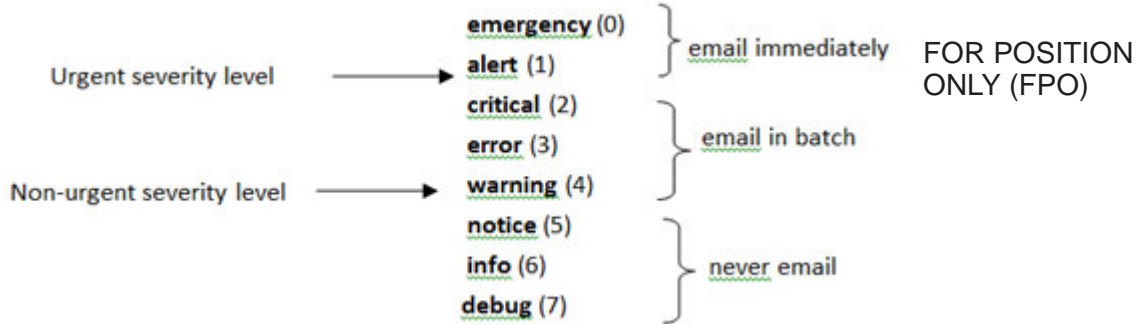 emergency (0)
email immediately
FOR POSITION
ONLY (FPO)
Urgent severity level
alert (1)
critical (2)
error (3)
email in batch
Non-urgent severity level
warning (4)
notice (5)
info (6)
never email
debug (7)